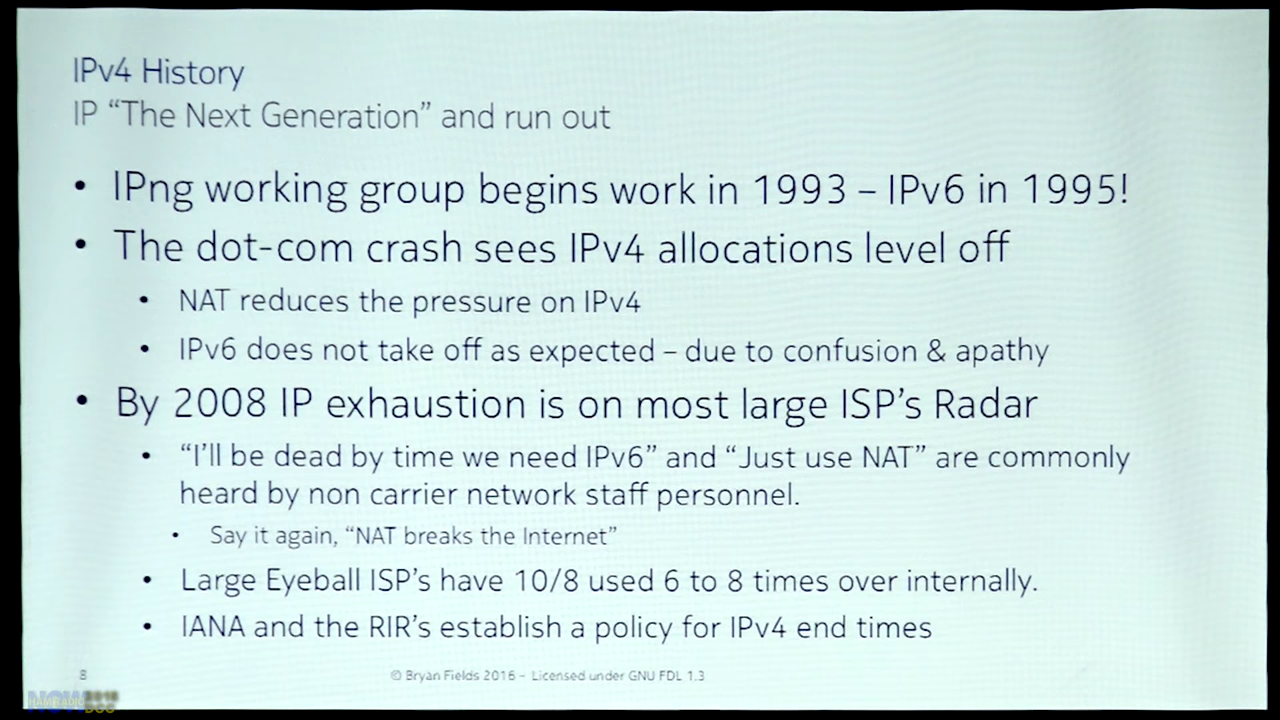 IPv4 History
IP “The Next Generation” and run out
• IPng working group begins work in 1993 – IPv6 in 1995!
• The dot-com crash sees IPv4 allocations level off
• NAT reduces the pressure on IPv4
• IPv6 does not take off as expected – due to confusion & apathy
• By 2008 IP exhaustion is on most large ISP’s Radar
• “I’ll be dead by time we need IPv6” and “Just use NAT” are commonly
heard by non carrier network staff personnel.
• Say it again, “NAT breaks the Internet”
• Large Eyeball ISP’s have 10/8 used 6 to 8 times over internally.
• IANA and the RIR’s establish a policy for IPv4 end times
8
© Bryan Fields 2016 – Licensed under GNU FDL 1.3